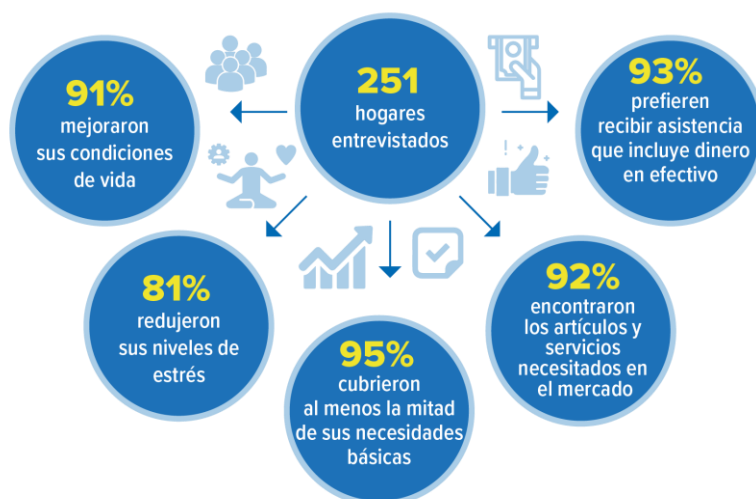 251
hogares
entrevistados
91%
mejoraron
sus condiciones
de vida
81%
redujeron
sus niveles de
estrés
95%
cubrieron
al menos la mitad
de sus necesidades
básicas
92%
encontraron
los artículos y
servicios
necesitados en
el mercado
93%
prefieren
recibir asistencia
que incluye dinero
en efectivo